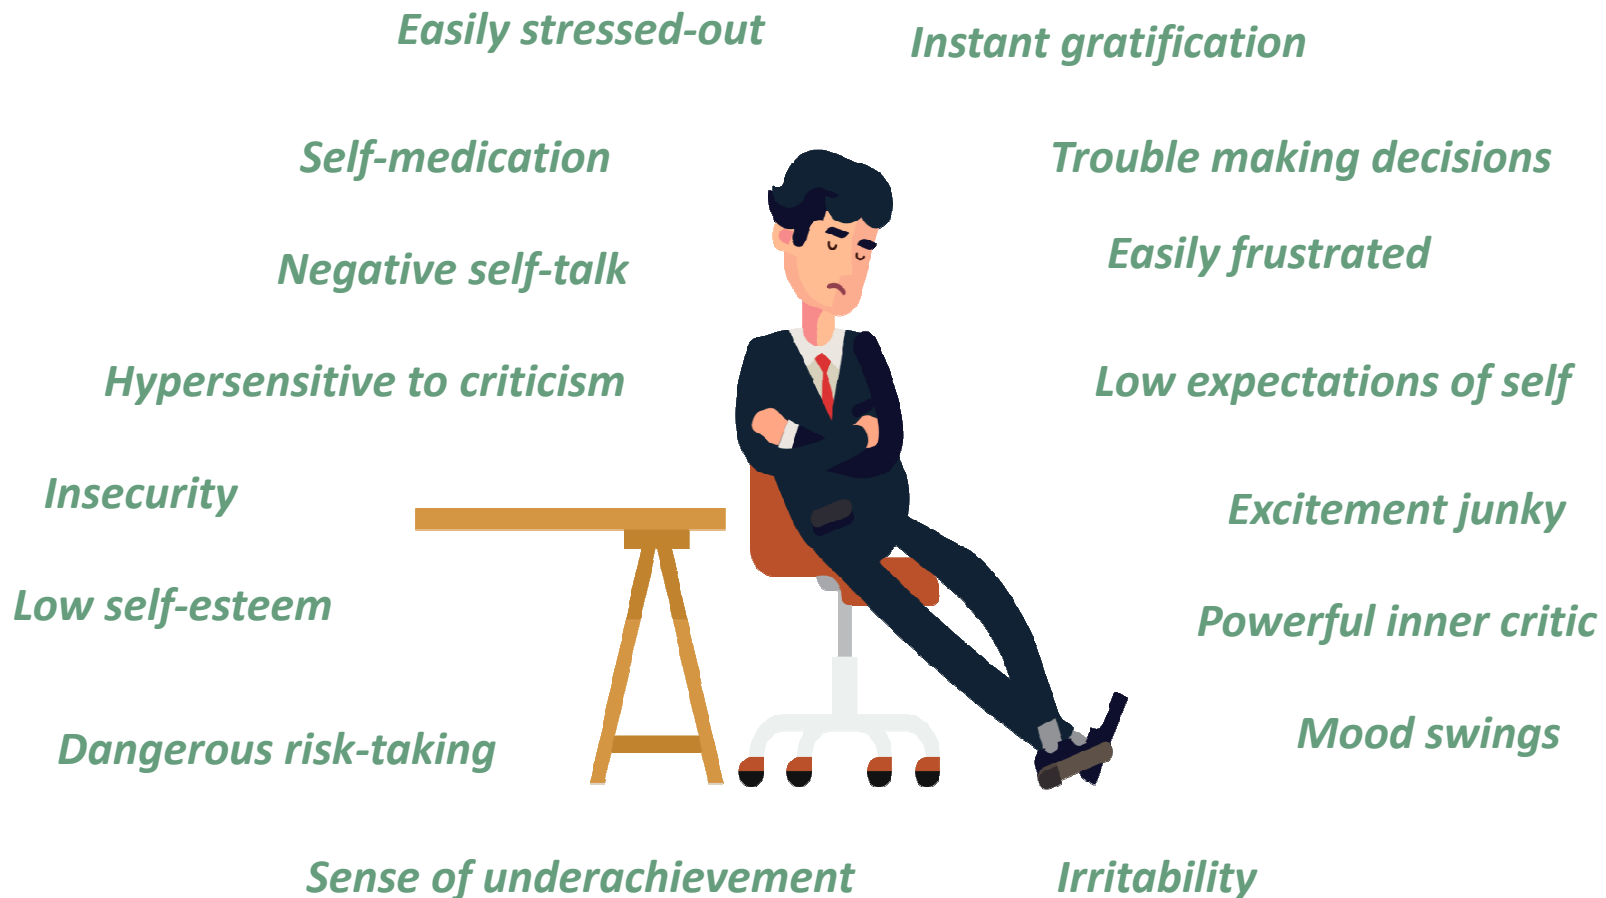 Easily stressed-out
Instant gratification
Self-medication
Trouble making decisions
Negative self-talk
Easily frustrated
Hypersensitive to criticism
Low expectations of self
Insecurity
Excitement junky
Low self-esteem
Powerful inner critic
Dangerous risk-taking
Mood swings
Sense of underachievement
Irritability